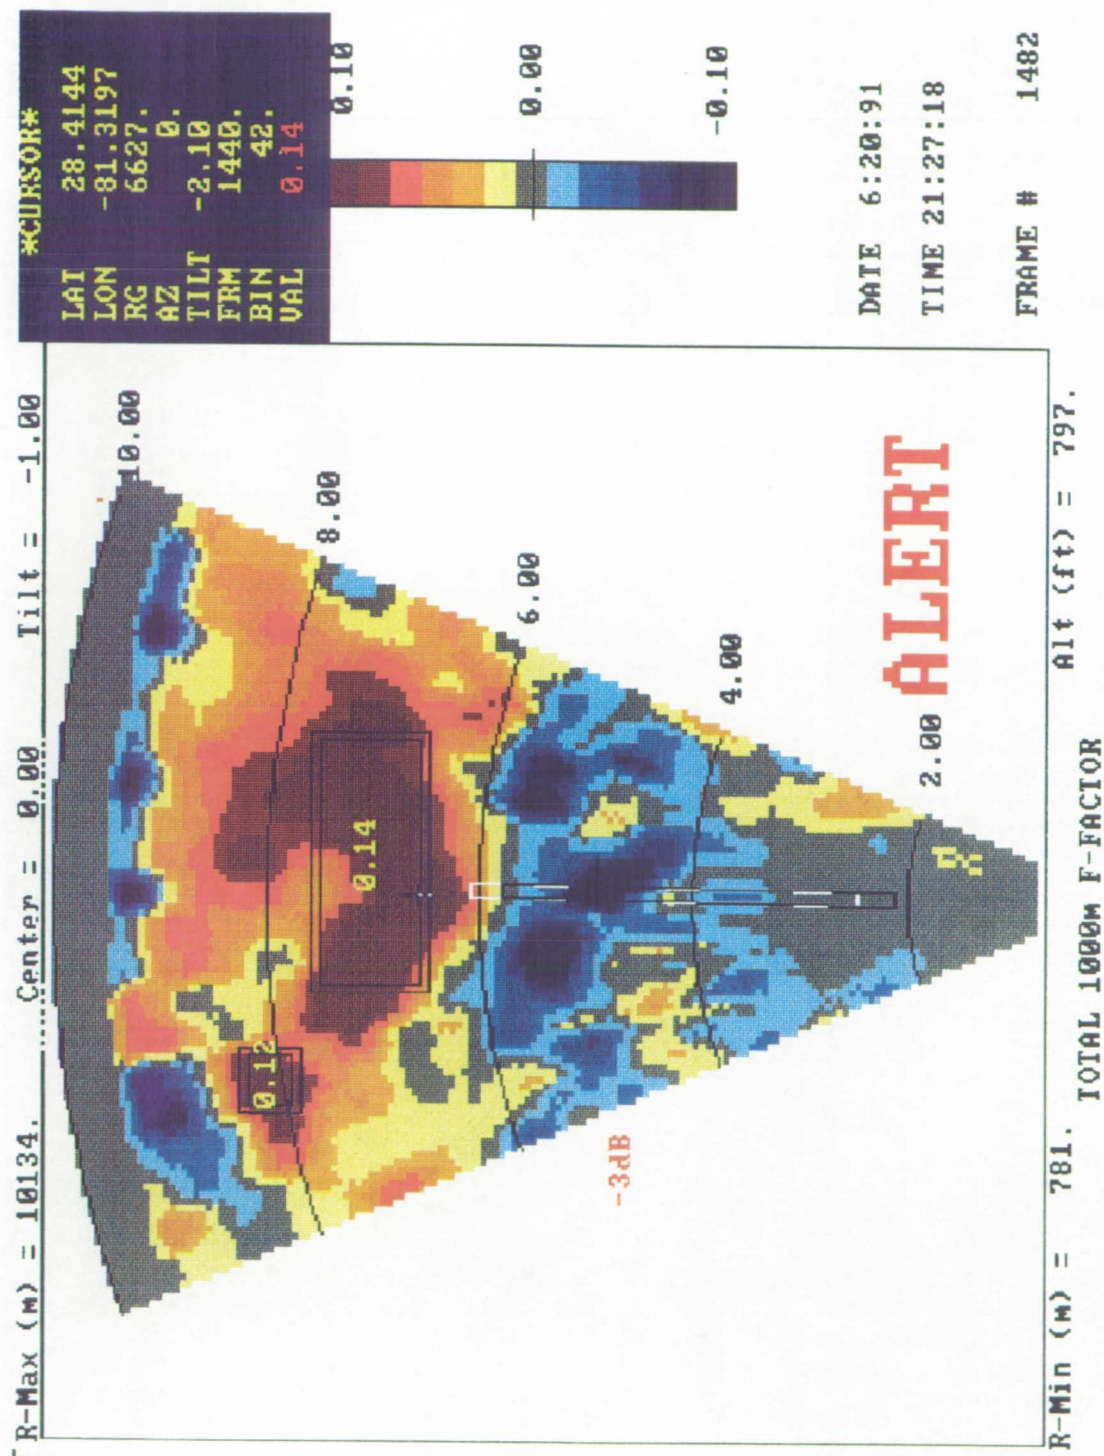 R-Max (m) = 10134.
Center = 0.00
Tilt = -1.00
*CURSOR*
LAT 28.4144
LON -81.3197
RG 6627.
AZ 0.
TILT -2.10
FRM 1440.
BIN 42.
VAL 0.14
0.10
0.00
-0.10
DATE 6:20:91
TIME 21:27:18
FRAME # 1482
10.00
8.00
6.00
4.00
2.00
0.12
0.14
-3dB
ALERT
R-Min (m) = 781.
Alt (ft) = 797.
TOTAL 1000m F-FACTOR